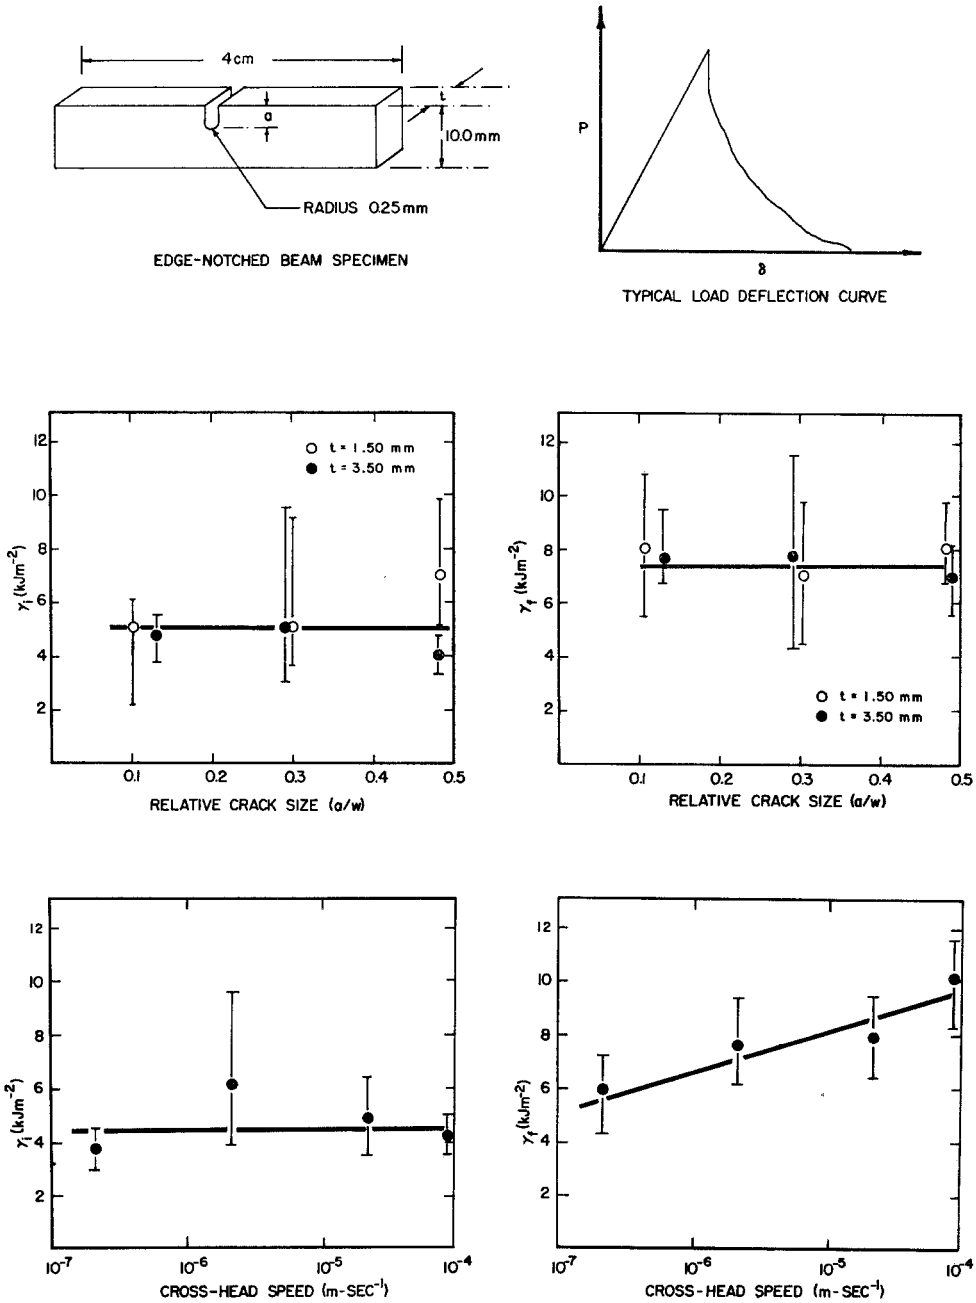 4cm
t
a
10.0mm
RADIUS 0.25mm
EDGE-NOTCHED BEAM SPECIMEN
P
δ
TYPICAL LOAD DEFLECTION CURVE
γi (kJm-2)
12
10
8
6
4
2
t = 1.50 mm
t = 3.50 mm
0.1 0.2 0.3 0.4 0.5
RELATIVE CRACK SIZE (a/w)
γf (kJm-2)
12
10
8
6
4
2
t = 1.50 mm
t = 3.50 mm
0.1 0.2 0.3 0.4 0.5
RELATIVE CRACK SIZE (a/w)
γi (kJm-2)
12
10
8
6
4
2
10-7 10-6 10-5 10-4
CROSS-HEAD SPEED (m-SEC-1)
γf (kJm-2)
12
10
8
6
4
2
10-7 10-6 10-5 10-4
CROSS-HEAD SPEED (m-SEC-1)